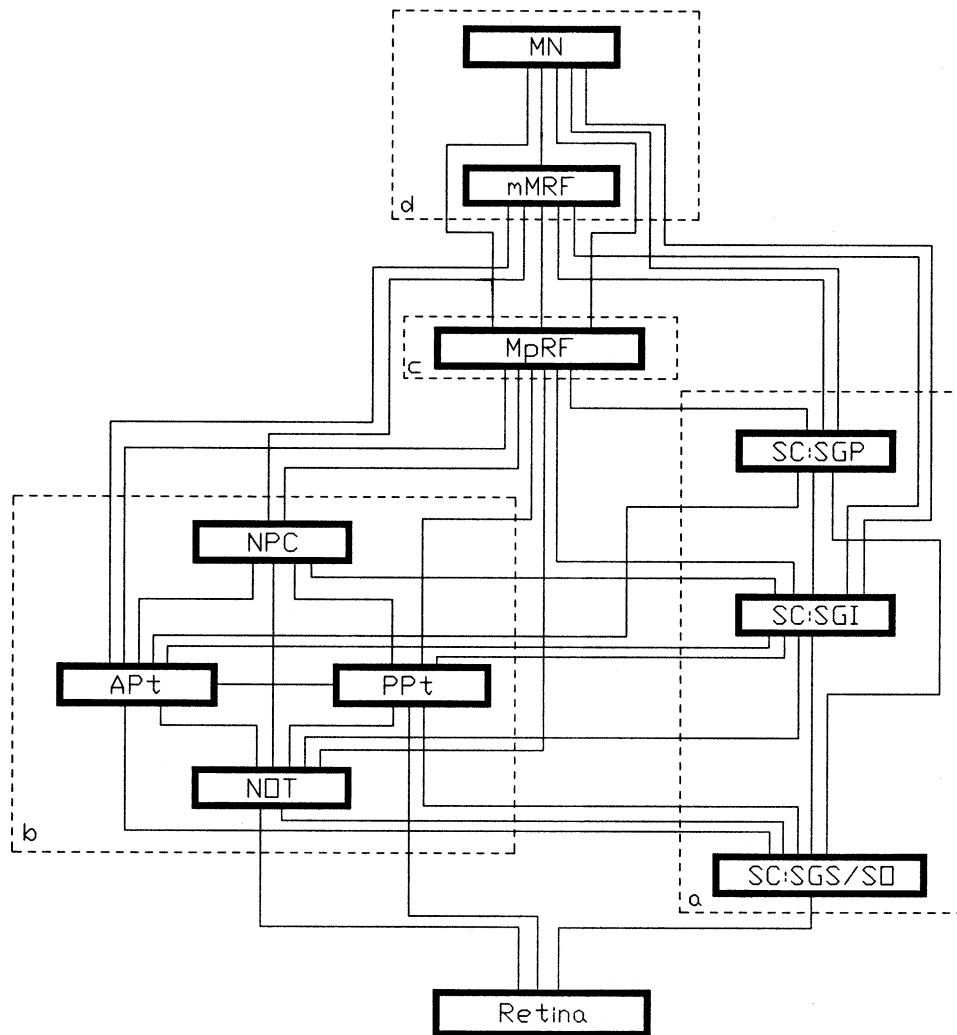 MN
mMRF
d
MpRF
c
SC:SGP
NPC
SC:SGI
APt
PPt
NOT
b
SC:SGS/SO
a
Retina